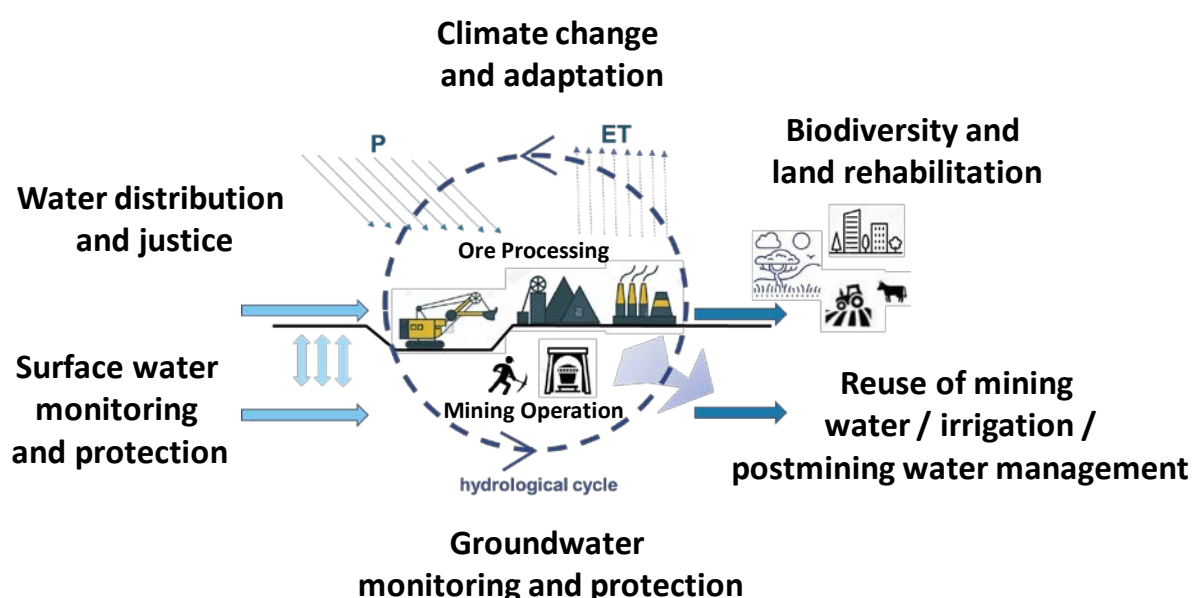 Climate change
and adaptation
P
ET
Biodiversity and
land rehabilitation
Water distribution
and justice
Ore Processing
a
Surface water
monitoring
and protection
Mining Operation
Reuse of mining
water / irrigation /
postmining water management
hydrological cycle
Groundwater
monitoring and protection